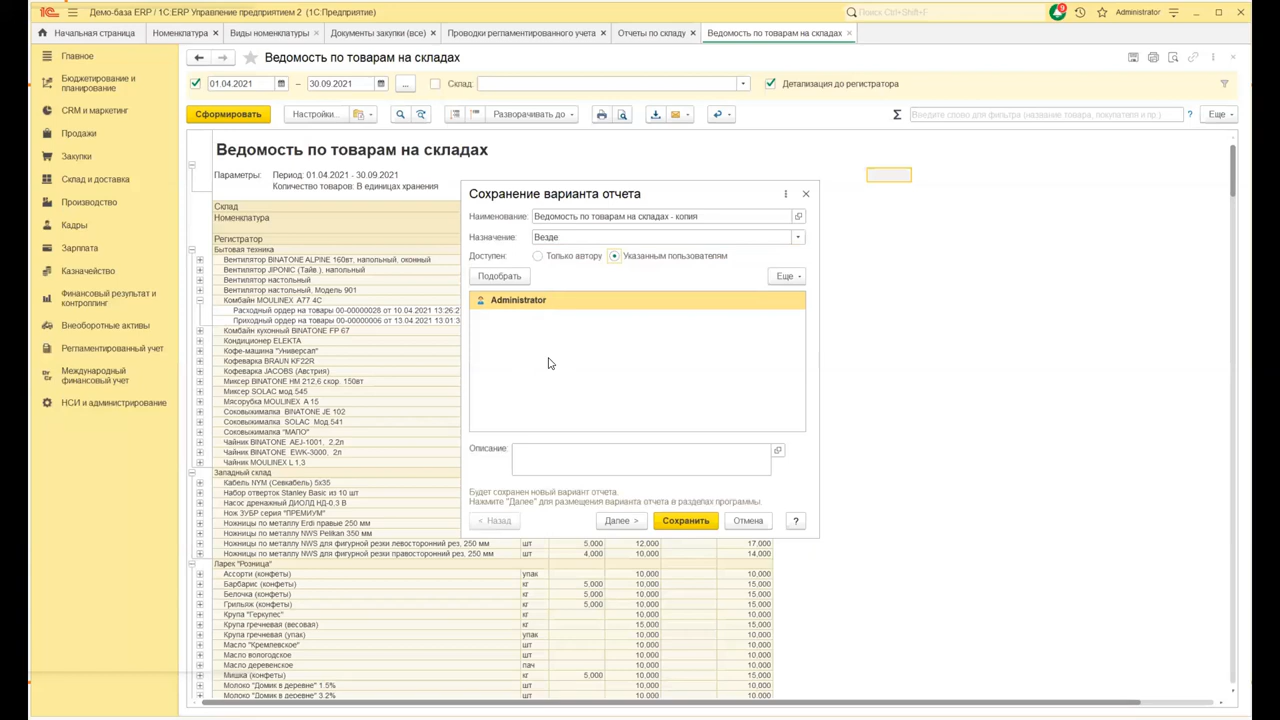 Демо-база ERP / 1С:ERP Управление предприятием 2 (1С:Предприятие)
Поиск Ctrl+Shift+F
Administrator
Начальная страница
Номенклатура
Виды номенклатуры
Документы закупки (все)
Проводки регламентированного учета
Отчеты по складу
Ведомость по товарам на складах
Главное
Бюджетирование и
планирование
CRM и маркетинг
Продажи
Закупки
Склад и доставка
Производство
Кадры
Зарплата
Казначейство
Финансовый результат и
контроллинг
Внеоборотные активы
Регламентированный учет
Международный
финансовый учет
НСИ и администрирование
Ведомость по товарам на складах
01.04.2021 – 30.09.2021 ... Склад: Детализация до регистратора
Сформировать Настройки... Разворачивать до Σ Введите слово для фильтра (название товара, покупателя и пр.) ? Еще
Ведомость по товарам на складах
Параметры: Период: 01.04.2021 - 30.09.2021
Количество товаров: В единицах хранения
Склад
Номенклатура
Регистратор
Бытовая техника
Вентилятор BINATONE ALPINE 160вт, напольный, оконный
Вентилятор JIPONIC (Тайв.), напольный
Вентилятор настольный
Вентилятор настольный, Модель 901
Комбайн MOULINEX A77 4C
Расходный ордер на товары 00-00000028 от 10.04.2021 13:26:2
Приходный ордер на товары 00-00000006 от 13.04.2021 13:01:3
Комбайн кухонный BINATONE FP 67
Кондиционер ELEKTA
Кофе-машина "Универсал"
Кофеварка BRAUN KF22R
Кофеварка JACOBS (Австрия)
Миксер BINATONE HM 212,6 скор. 150вт
Миксер SOLAC мод.545
Мясорубка MOULINEX A 15
Соковыжималка BINATONE JE 102
Соковыжималка SOLAC Мод.541
Соковыжималка "МАПО"
Чайник BINATONE AEJ-1001, 2,2л
Чайник BINATONE EWK-3000, 2л
Чайник MOULINEX L 1,3
Западный склад
Кабель NYM (Севкабель) 5x35
Набор отверток Stanley Basic из 10 шт
Насос дренажный ДИОЛД НД-0,3 В
Нож ЗУБР серия "ПРЕМИУМ"
Ножницы по металлу Erdi правые 250 мм
Ножницы по металлу NWS Pelikan 350 мм
Ножницы по металлу NWS для фигурной резки левосторонний рез, 250 мм шт 5,000 12,000 17,000
Ножницы по металлу NWS для фигурной резки правосторонний рез, 250 мм шт 4,000 10,000 14,000
Ларек "Розница"
Ассорти (конфеты) упак 10,000 10,000
Барбарис (конфеты) кг 5,000 10,000 15,000
Белочка (конфеты) кг 5,000 10,000 15,000
Грильяж (конфеты) кг 5,000 10,000 15,000
Крупа "Геркулес" кг 10,000 10,000
Крупа гречневая (весовая) кг 15,000 15,000
Крупа гречневая (упак) упак 10,000 10,000
Масло "Кремлевское" шт 10,000 10,000
Масло вологодское шт 10,000 10,000
Масло деревенское пач 10,000 10,000
Мишка (конфеты) кг 5,000 10,000 15,000
Молоко "Домик в деревне" 1.5% шт 10,000 10,000
Молоко "Домик в деревне" 3.2% шт 10,000 10,000
Сохранение варианта отчета
Наименование: Ведомость по товарам на складах - копия
Назначение: Везде
Доступен: Только автору Указанным пользователям
Подобрать Еще
Administrator
Описание:
Будет сохранен новый вариант отчета.
Нажмите "Далее" для размещения варианта отчета в разделах программы.
< Назад Далее > Сохранить Отмена ?